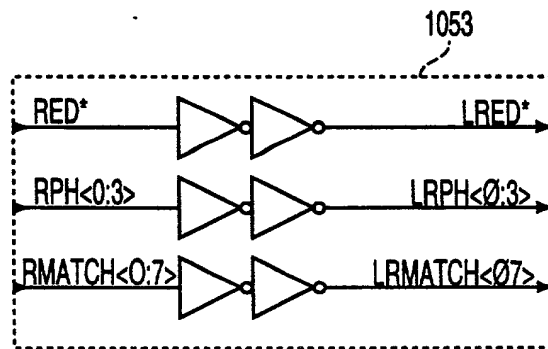 1053
RED* LRED*
RPH<0:3> LRPH<Ø:3>
RMATCH<O:7> LRMATCH<Ø7>